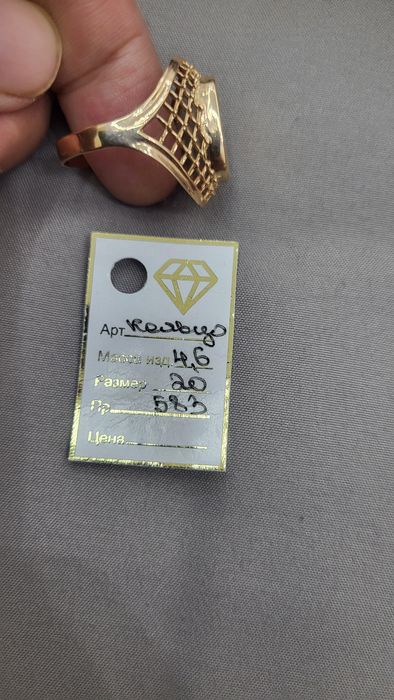 Арт. кольцо
Масса изд. 4,6
Размер 20
Пр. 583
Цена